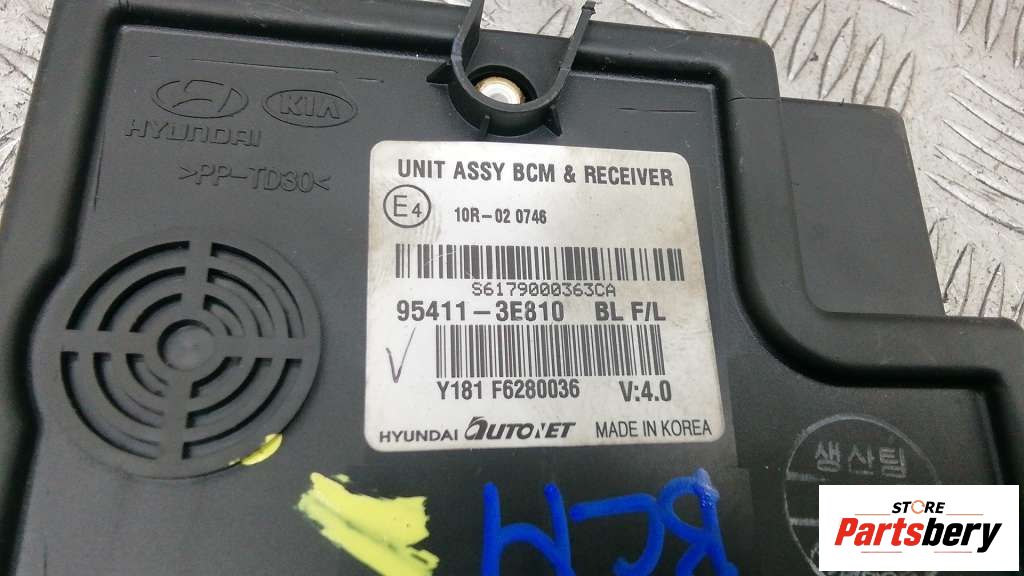 HYUNDAI
KIA
>PP-TD30<
UNIT ASSY BCM & RECEIVER
E4
10R-02 0746
S6179000363CA
95411-3E810 BL F/L
Y181 F6280036 V:4.0
HYUNDAI AUTONET MADE IN KOREA
생산팀
BCM
STORE
Partsbery